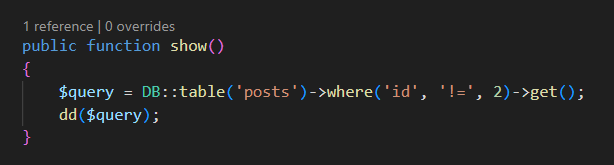 1 reference | 0 overrides
public function show()
{
$query = DB::table('posts')->where('id', '!=', 2)->get();
dd($query);
}